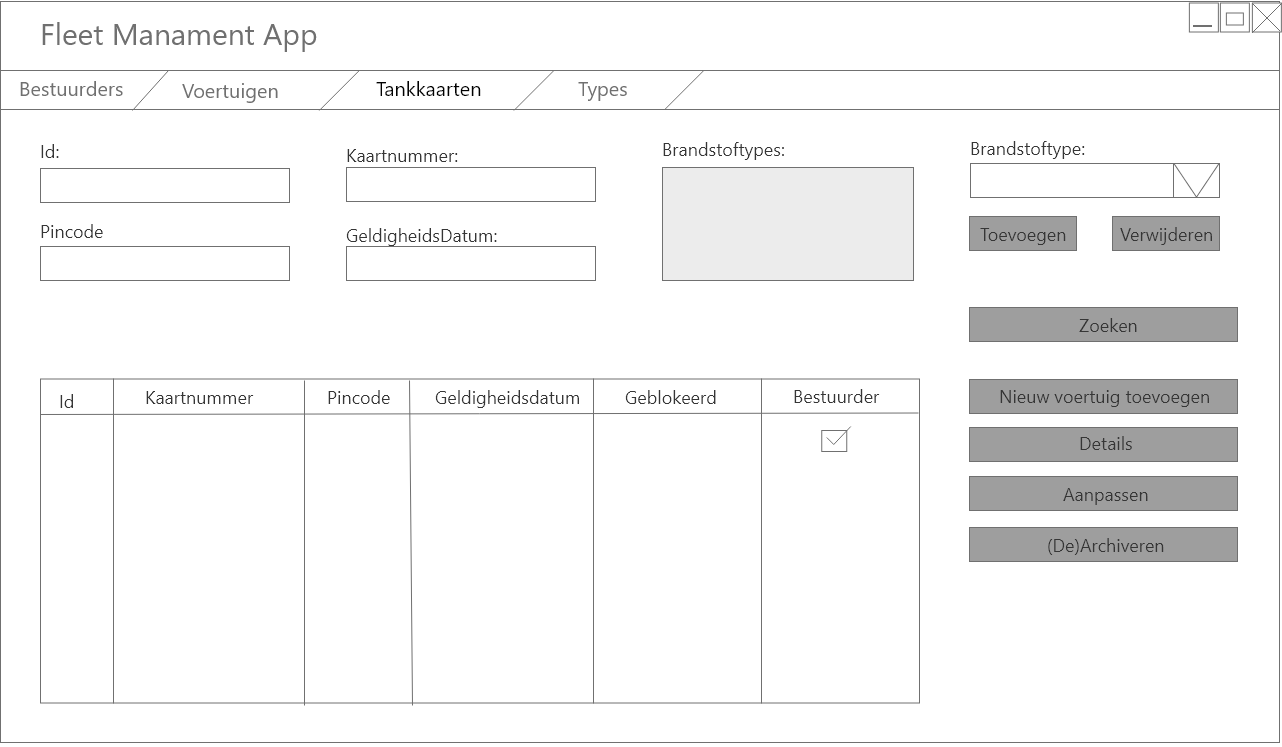 Fleet Manament App
Bestuurders
Voertuigen
Tankkaarten
Types
Id:
Kaartnummer:
Brandstoftypes:
Brandstoftype:
Toevoegen
Verwijderen
Pincode
GeldigheidsDatum:
Zoeken
Id
Kaartnummer
Pincode
Geldigheidsdatum
Geblokeerd
Bestuurder
Nieuw voertuig toevoegen
Details
Aanpassen
(De)Archiveren